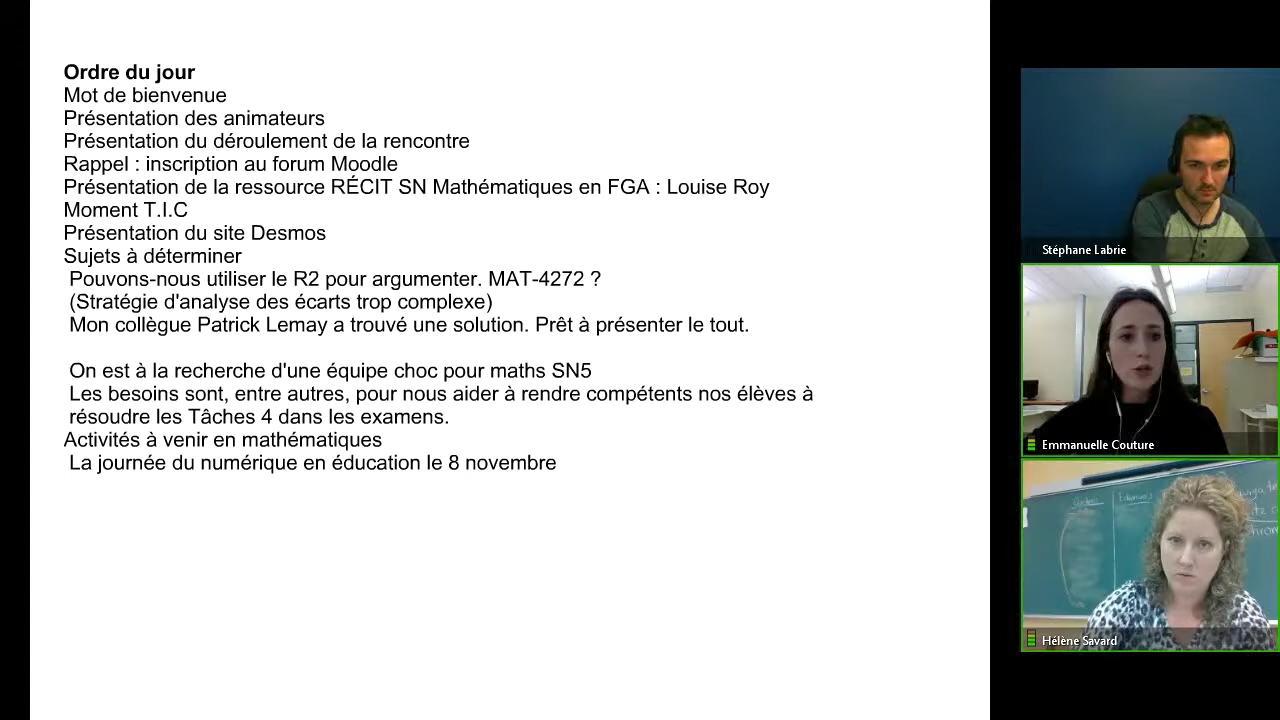 Ordre du jour
Mot de bienvenue
Présentation des animateurs
Présentation du déroulement de la rencontre
Rappel : inscription au forum Moodle
Présentation de la ressource RÉCIT SN Mathématiques en FGA : Louise Roy
Moment T.I.C
Présentation du site Desmos
Sujets à déterminer
Pouvons-nous utiliser le R2 pour argumenter. MAT-4272 ?
(Stratégie d'analyse des écarts trop complexe)
Mon collègue Patrick Lemay a trouvé une solution. Prêt à présenter le tout.
On est à la recherche d'une équipe choc pour maths SN5
Les besoins sont, entre autres, pour nous aider à rendre compétents nos élèves à
résoudre les Tâches 4 dans les examens.
Activités à venir en mathématiques
La journée du numérique en éducation le 8 novembre
Stéphane Labrie
Emmanuelle Couture
Hélène Savard